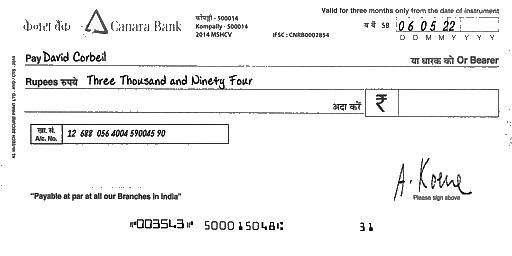 Valid for three months only from the date of instrument
केनरा बैंक Canara Bank
कोमपल्ली - 500014
Kompally - 500014
2014 MSHCV
IFSC : CNRB0002854
SB 06 05 22
D D M M Y Y Y Y
Pay David Corbeil
या धारक को Or Bearer
Rupees रुपये Three Thousand and Ninety Four
अदा करें ₹
खा. सं.
A/c. No.
12 688 056 4004 590045 90
A. Koene
"Payable at par at all our Branches in India"
Please sign above
⑈003543⑈ 500015048⑆ 31